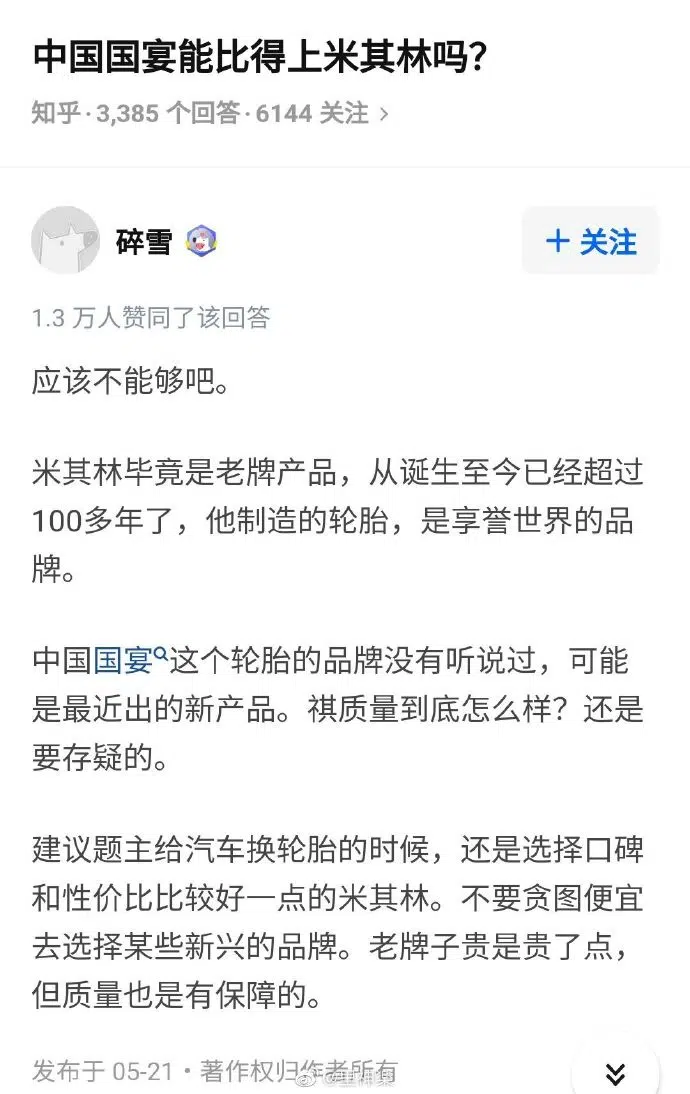 中国国宴能比得上米其林吗？
知乎·3,385 个回答·6144 关注 >
碎雪
+ 关注
1.3 万人赞同了该回答
应该不能够吧。
米其林毕竟是老牌产品，从诞生至今已经超过
100多年了，他制造的轮胎，是享誉世界的品
牌。
中国国宴这个轮胎的品牌没有听说过，可能
是最近出的新产品。祺质量到底怎么样？还是
要存疑的。
建议题主给汽车换轮胎的时候，还是选择口碑
和性价比比较好一点的米其林。不要贪图便宜
去选择某些新兴的品牌。老牌子贵是贵了点，
但质量也是有保障的。
发布于 05-21·著作权归作者所有